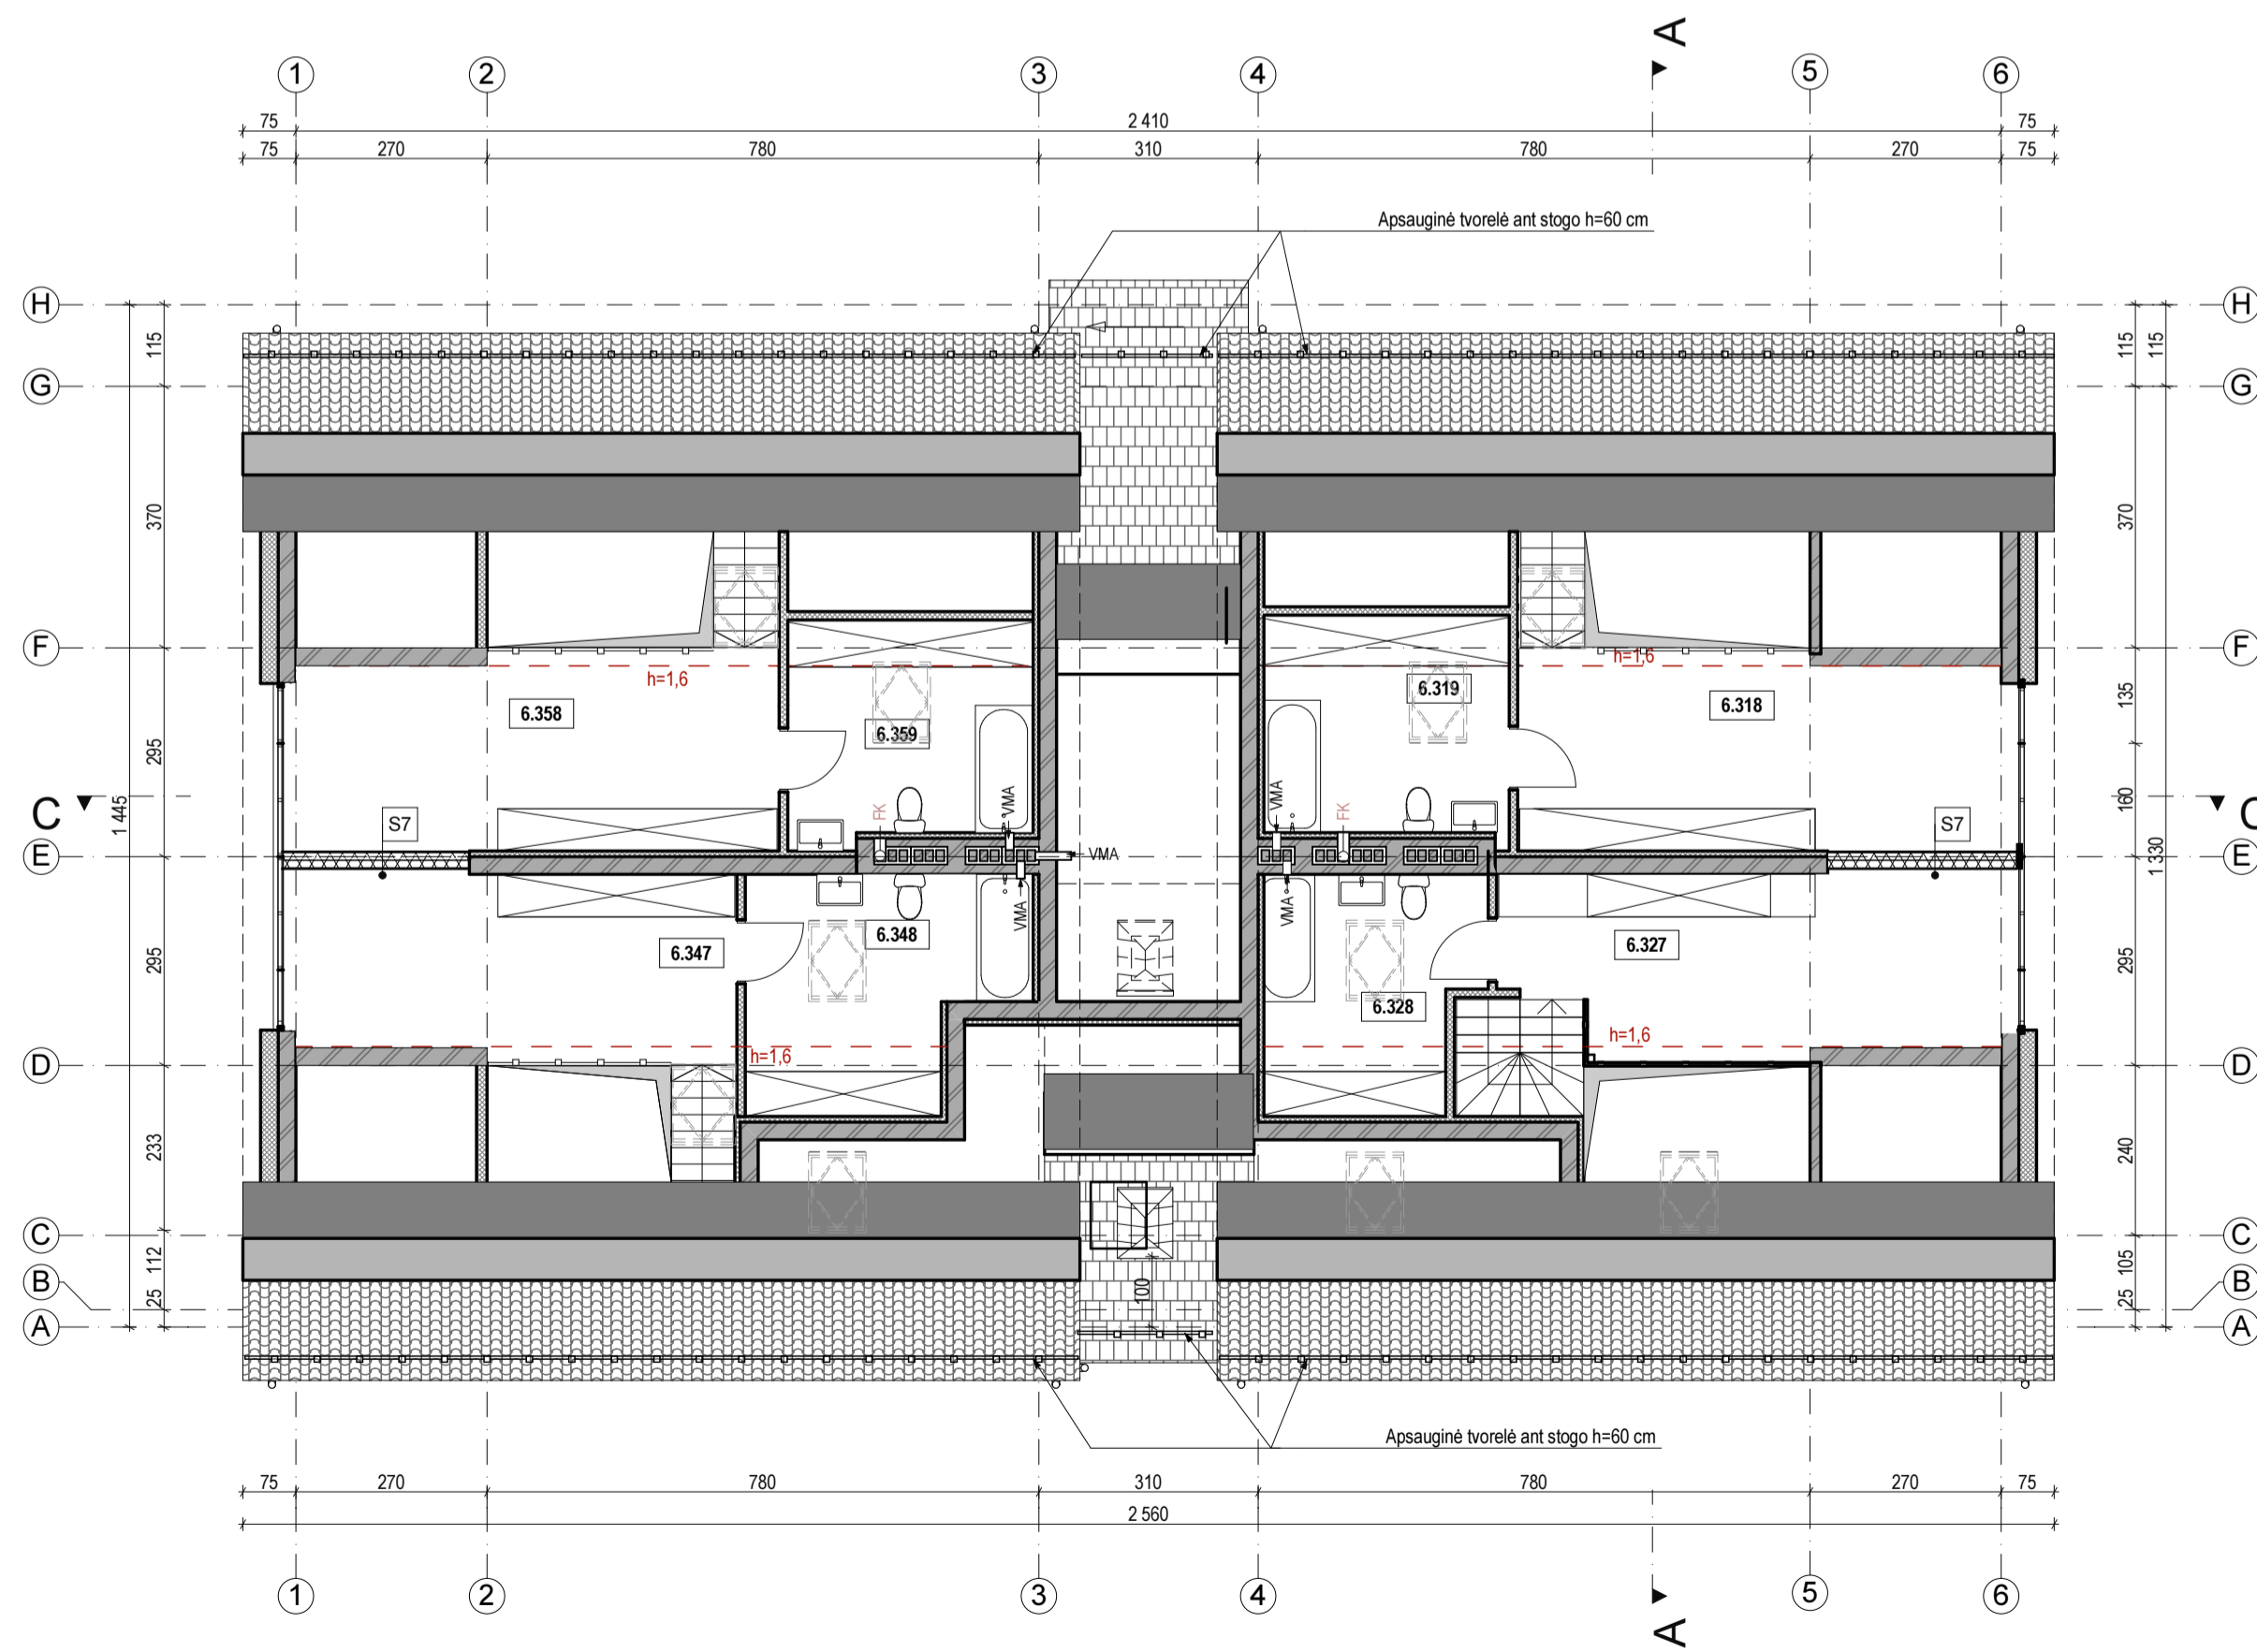 A
1 2 3 4 5 6
75 2 410 75
75 270 780 310 780 270 75
Apsauginė tvorelė ant stogo h=60 cm
H H
115 115 115
G G
370 370
F F
h=1,6 h=1,6
6.358 6.359 6.319 6.318
295 135
C 1 445 160 C
S7 FK VMA VMA FK S7
E VMA 1 330 E
VMA VMA
6.347 6.348 6.328 6.327
295 295
h=1,6 h=1,6
D D
233 240
C C
112 105
B B
25 100 25
A A
Apsauginė tvorelė ant stogo h=60 cm
75 270 780 310 780 270 75
2 560
1 2 3 4 5 6
A